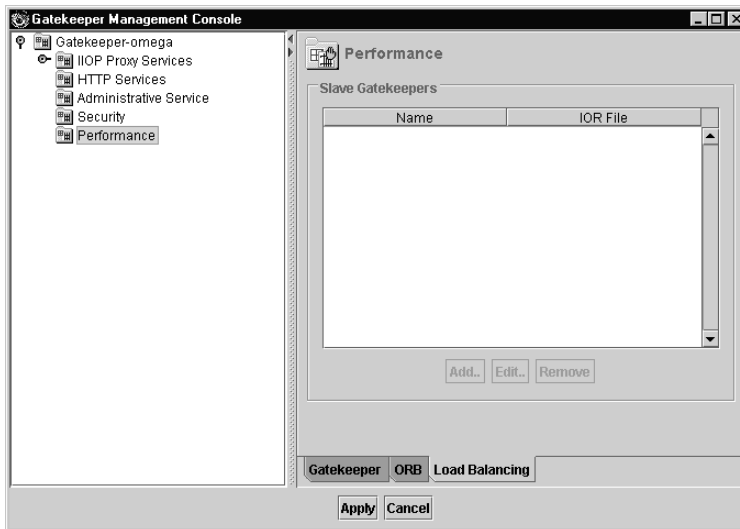 Gatekeeper Management Console
Gatekeeper-omega
IIOP Proxy Services
HTTP Services
Administrative Service
Security
Performance
Performance
Slave Gatekeepers
Name IOR File
Add.. Edit.. Remove
Gatekeeper ORB Load Balancing
Apply Cancel